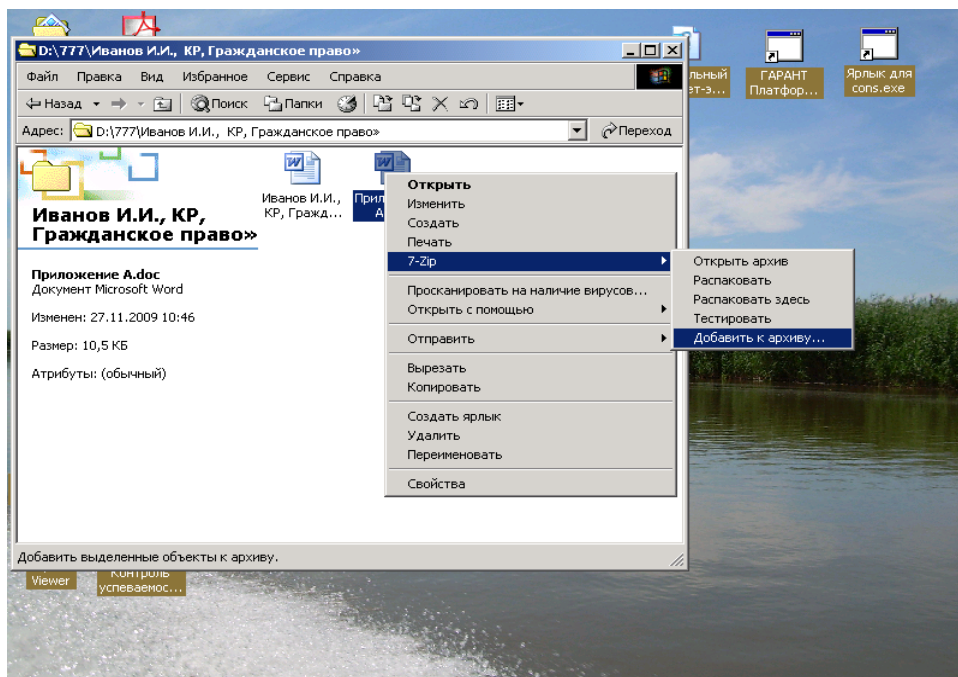 D:\777\Иванов И.И., КР, Гражданское право»
Файл Правка Вид Избранное Сервис Справка
Назад Поиск Папки
Адрес: D:\777\Иванов И.И., КР, Гражданское право» Переход
Иванов И.И., КР,
Гражданское право»
Приложение A.doc
Документ Microsoft Word
Изменен: 27.11.2009 10:46
Размер: 10,5 КБ
Атрибуты: (обычный)
Иванов И.И.,
КР, Гражд...
Прил
А
Открыть
Изменить
Создать
Печать
7-Zip
Просканировать на наличие вирусов...
Открыть с помощью
Отправить
Вырезать
Копировать
Создать ярлык
Удалить
Переименовать
Свойства
Открыть архив
Распаковать
Распаковать здесь
Тестировать
Добавить к архиву...
Добавить выделенные объекты к архиву.
льный
ет-э...
ГАРАНТ
Платфор...
Ярлык для
cons.exe
Viewer
Контроль
успеваемос...